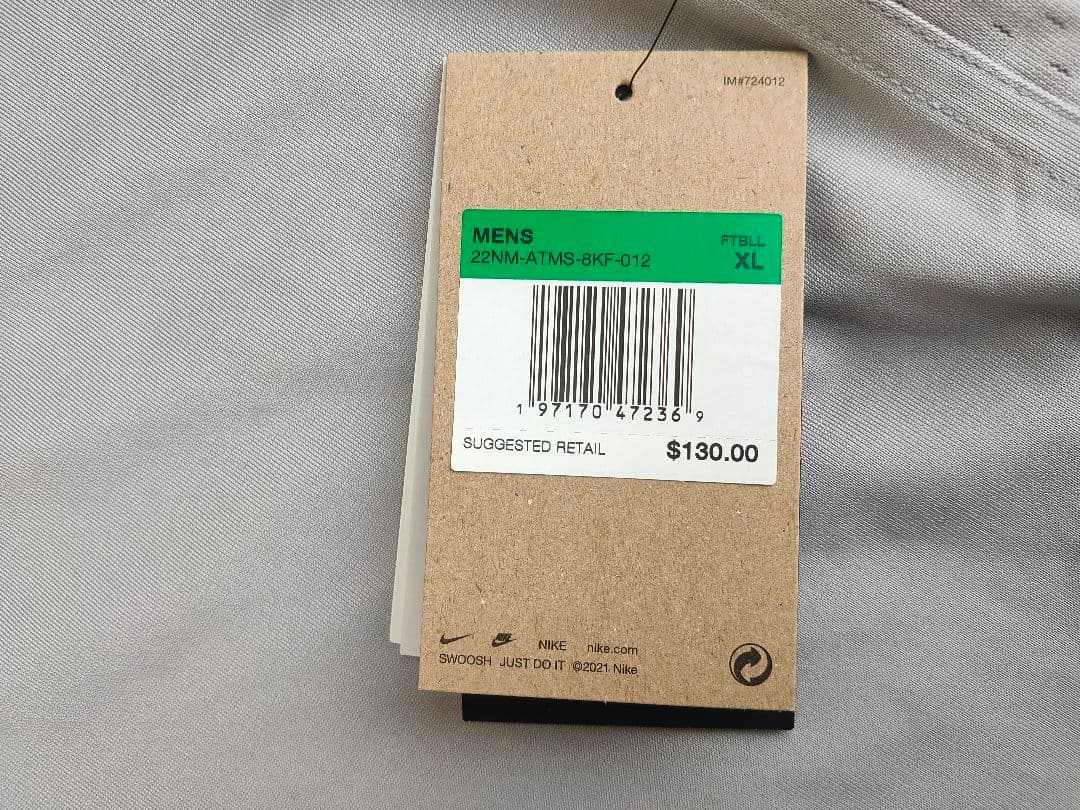 IM#724012
MENS FTBLL
22NM-ATMS-8KF-012 XL
1 97170 47236 9
SUGGESTED RETAIL $130.00
NIKE nike.com
SWOOSH JUST DO IT ©2021 Nike